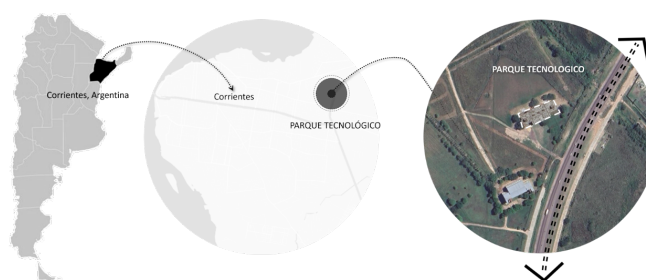 Corrientes, Argentina
Corrientes
PARQUE TECNOLÓGICO
PARQUE TECNOLOGICO